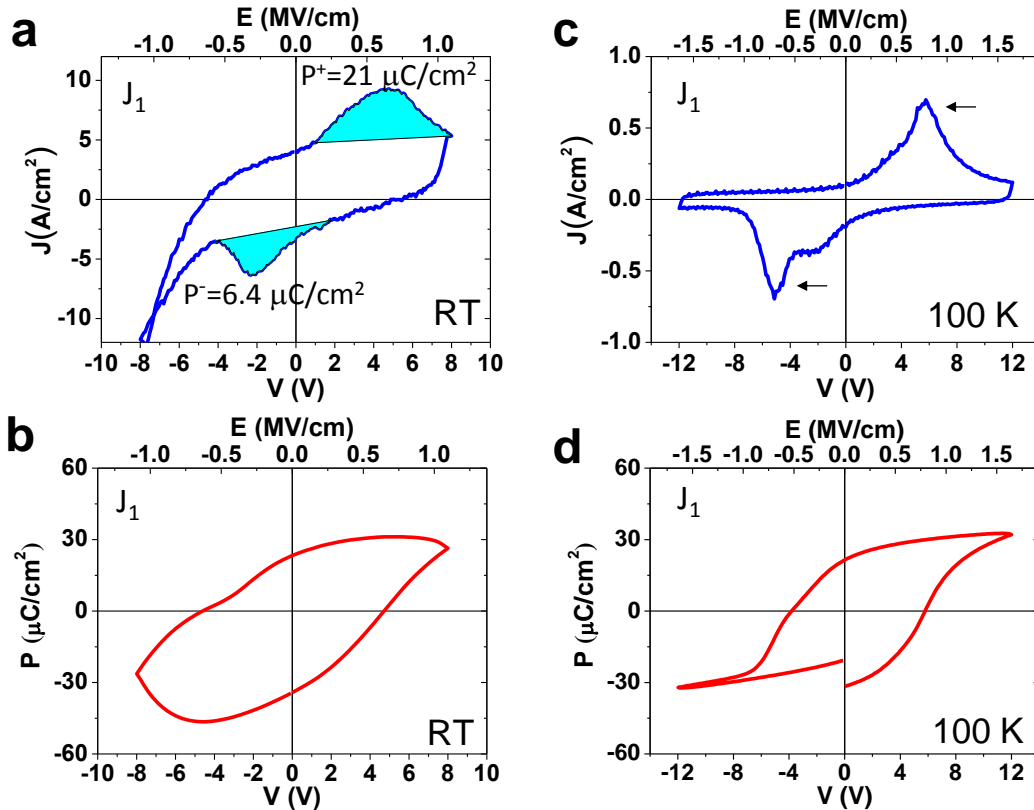 a
E (MV/cm)
-1.0 -0.5 0.0 0.5 1.0
J1
P+=21 μC/cm2
P-=6.4 μC/cm2
RT
10
5
0
-5
-10
J(A/cm2)
-10 -8 -6 -4 -2 0 2 4 6 8 10
V (V)
c
E (MV/cm)
-1.5 -1.0 -0.5 0.0 0.5 1.0 1.5
J1
100 K
1.0
0.5
0.0
-0.5
-1.0
J(A/cm2)
-12 -8 -4 0 4 8 12
V (V)
b
E (MV/cm)
-1.0 -0.5 0.0 0.5 1.0
J1
RT
60
30
0
-30
-60
P (μC/cm2)
-10 -8 -6 -4 -2 0 2 4 6 8 10
V (V)
d
E (MV/cm)
-1.5 -1.0 -0.5 0.0 0.5 1.0 1.5
J1
100 K
60
30
0
-30
-60
P (μC/cm2)
-12 -8 -4 0 4 8 12
V (V)